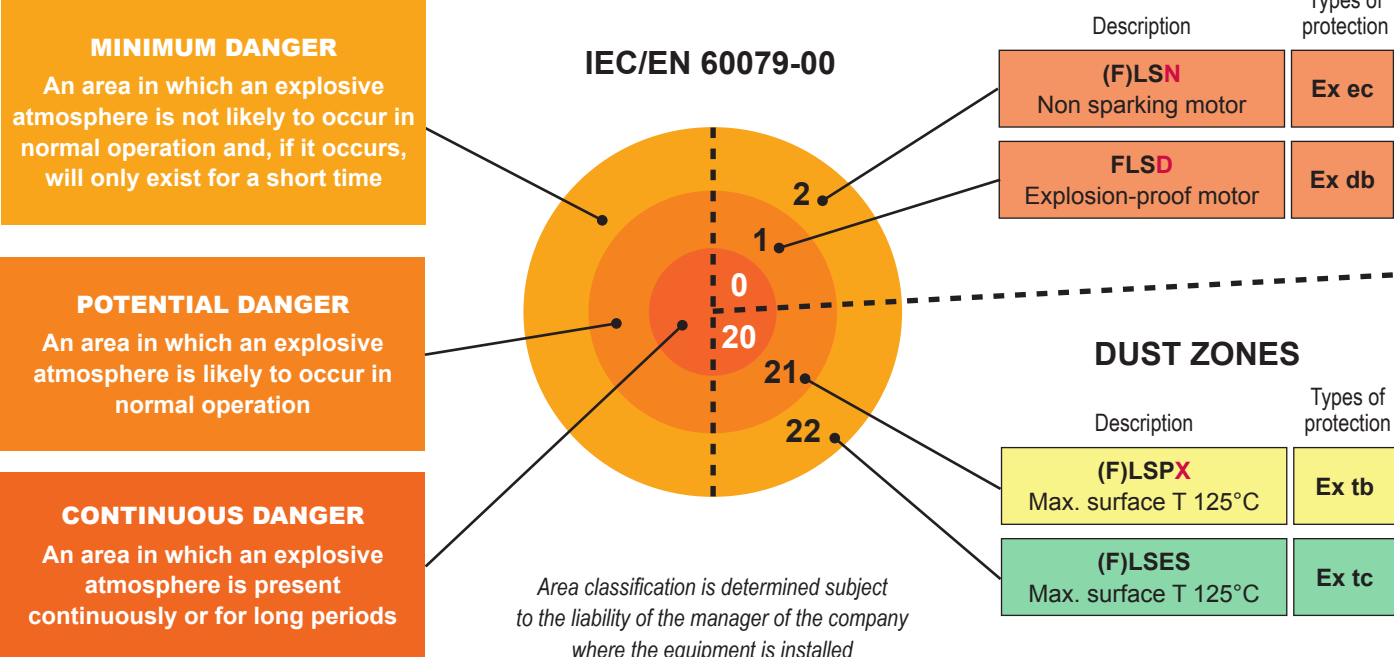 MINIMUM DANGER
An area in which an explosive
atmosphere is not likely to occur in
normal operation and, if it occurs,
will only exist for a short time
POTENTIAL DANGER
An area in which an explosive
atmosphere is likely to occur in
normal operation
CONTINUOUS DANGER
An area in which an explosive
atmosphere is present
continuously or for long periods
IEC/EN 60079-00
2
1
0
20
21
22
Area classification is determined subject
to the liability of the manager of the company
where the equipment is installed
Description
Types of
protection
(F)LSN
Non sparking motor
Ex ec
FLSD
Explosion-proof motor
Ex db
DUST ZONES
Description
Types of
protection
(F)LSPX
Max. surface T 125°C
Ex tb
(F)LSES
Max. surface T 125°C
Ex tc